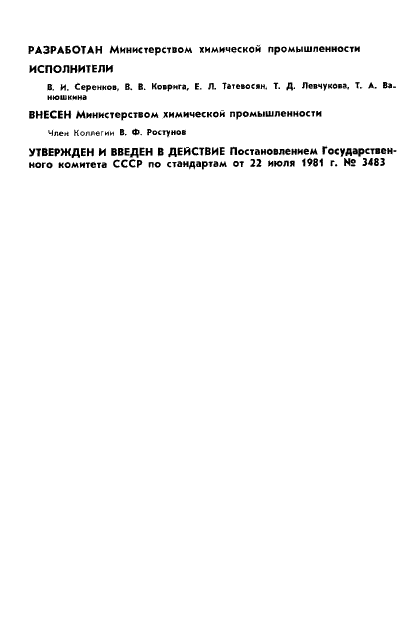 РАЗРАБОТАН Министерством химической промышленности
ИСПОЛНИТЕЛИ
В. И. Серенков, В. В. Коврига, Е. Л. Татевосян, Т. Д. Левчукова, Т. А. Ва-
нюшкина
ВНЕСЕН Министерством химической промышленности
Член Коллегии В. Ф. Ростунов
УТВЕРЖДЕН И ВВЕДЕН В ДЕЙСТВИЕ Постановлением Государствен-
ного комитета СССР по стандартам от 22 июля 1981 г. № 3483